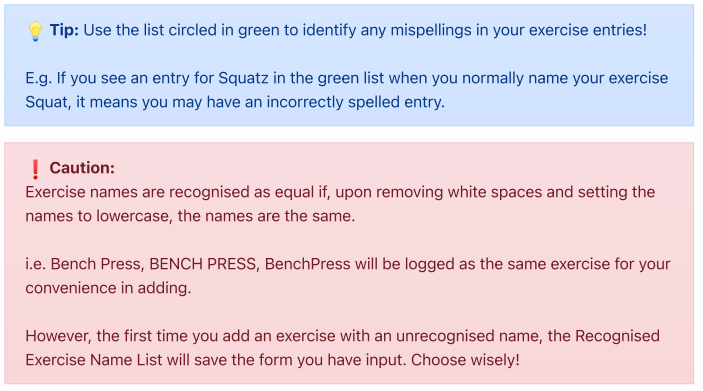 💡 Tip: Use the list circled in green to identify any mispellings in your exercise entries!
E.g. If you see an entry for Squatz in the green list when you normally name your exercise
Squat, it means you may have an incorrectly spelled entry.
❗ Caution:
Exercise names are recognised as equal if, upon removing white spaces and setting the
names to lowercase, the names are the same.
i.e. Bench Press, BENCH PRESS, BenchPress will be logged as the same exercise for your
convenience in adding.
However, the first time you add an exercise with an unrecognised name, the Recognised
Exercise Name List will save the form you have input. Choose wisely!